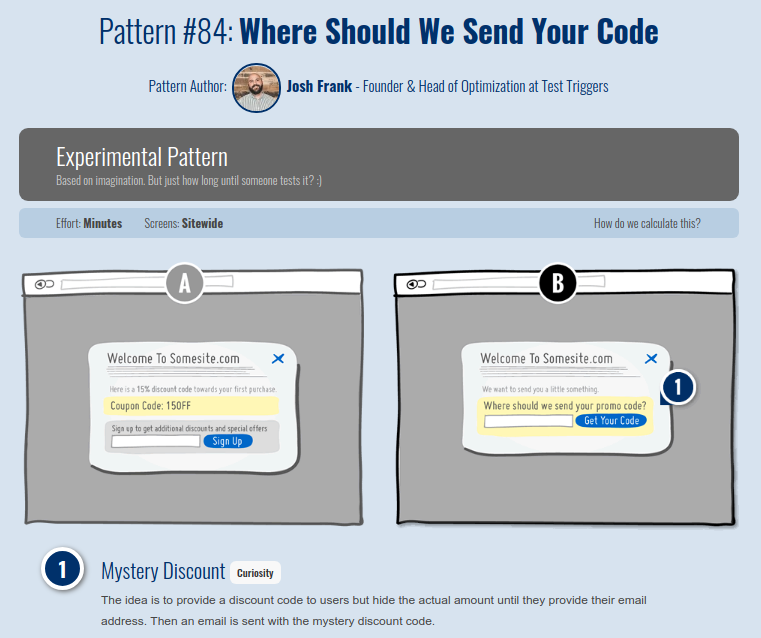 Pattern #84: Where Should We Send Your Code
Pattern Author: Josh Frank - Founder & Head of Optimization at Test Triggers
Experimental Pattern
Based on imagination. But just how long until someone tests it? :)
Effort: Minutes Screens: Sitewide How do we calculate this?
A
Welcome To Somesite.com
Here is a 15% discount code towards your first purchase.
Coupon Code: 15OFF
Sign up to get additional discounts and special offers
Sign Up
B
Welcome To Somesite.com
We want to send you a little something.
1
Where should we send your promo code?
Get Your Code
1 Mystery Discount Curiosity
The idea is to provide a discount code to users but hide the actual amount until they provide their email
address. Then an email is sent with the mystery discount code.